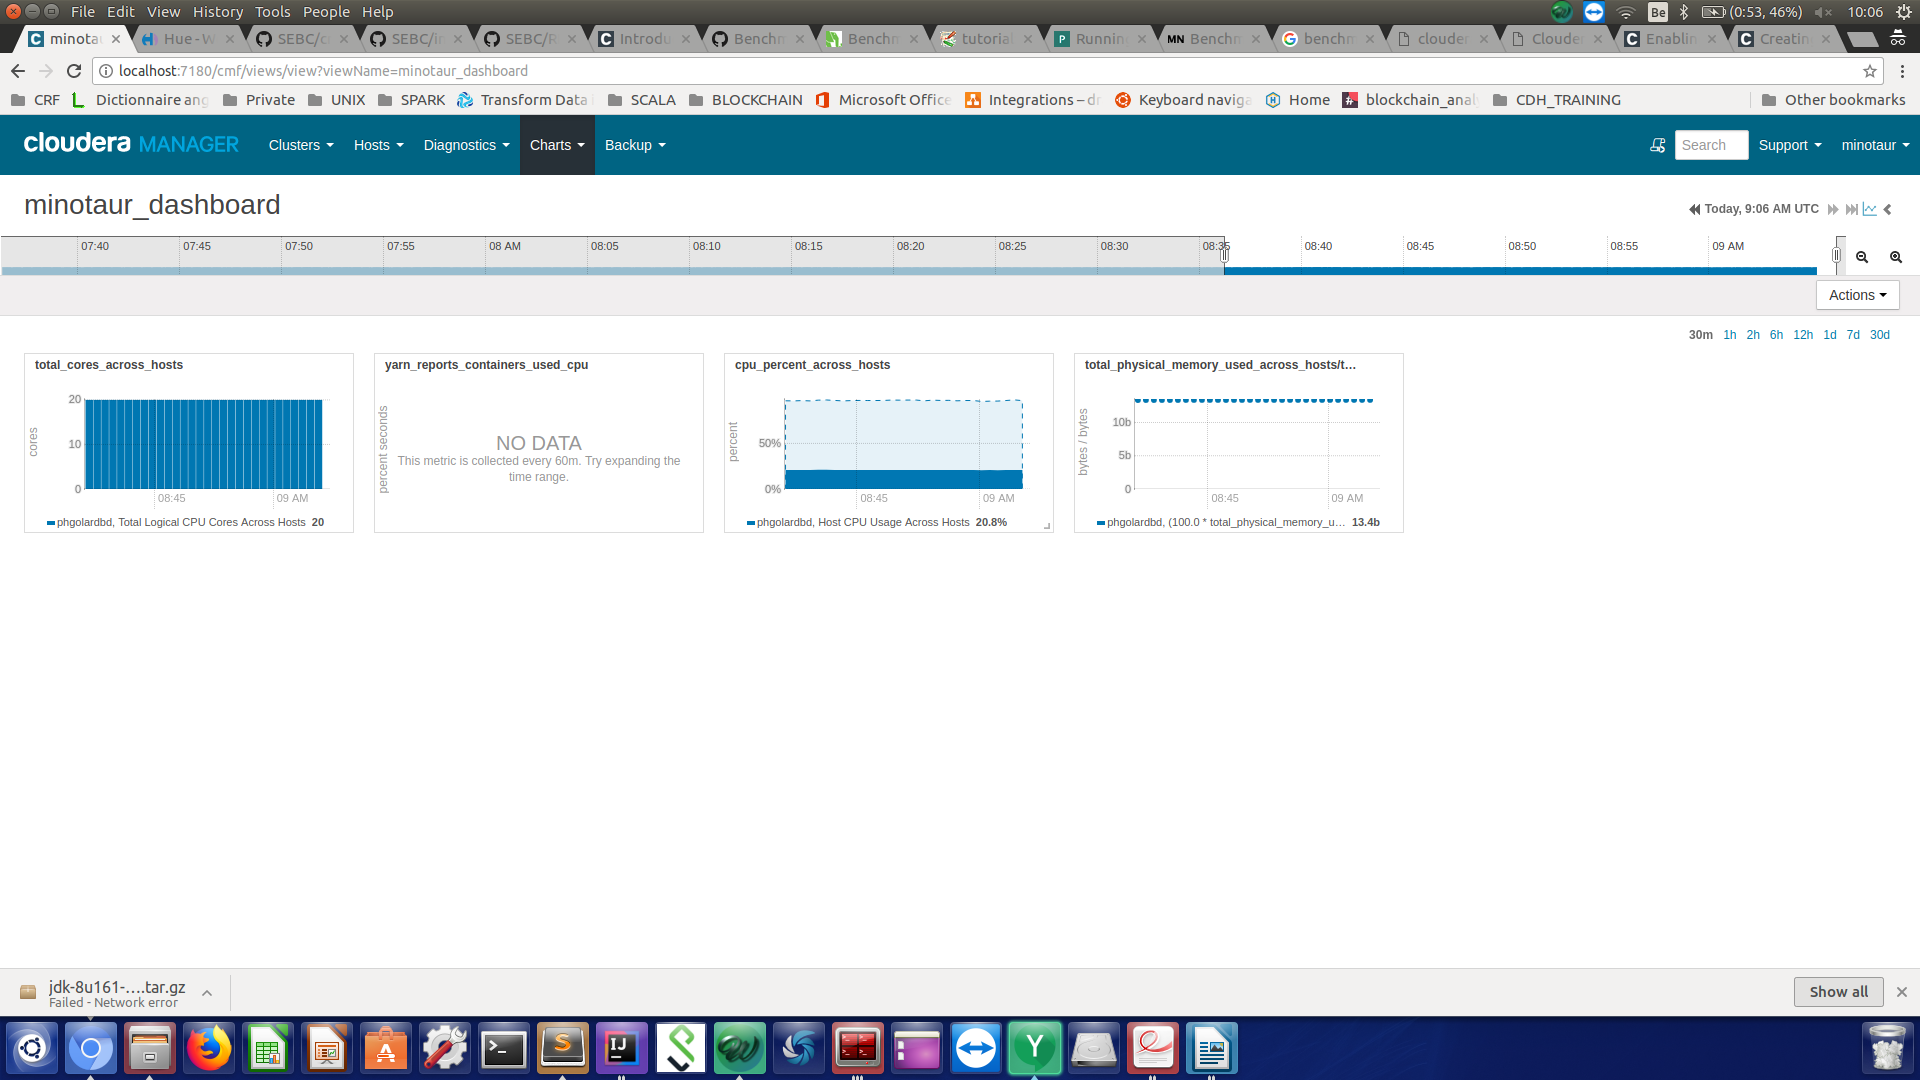 File Edit View History Tools People Help
Be (0:53, 46%) 10:06
minotau Hue - W SEBC/c SEBC/i SEBC/R Introdu Benchm Benchm tutorial Runnin MN Benchm benchm clouder Cloude Enablin Creatin
localhost:7180/cmf/views/view?viewName=minotaur_dashboard
CRF Dictionnaire ang Private UNIX SPARK Transform Data SCALA BLOCKCHAIN Microsoft Office Integrations – dr Keyboard naviga Home blockchain_anal CDH_TRAINING Other bookmarks
cloudera MANAGER Clusters Hosts Diagnostics Charts Backup Search Support minotaur
minotaur_dashboard
Today, 9:06 AM UTC
07:40 07:45 07:50 07:55 08 AM 08:05 08:10 08:15 08:20 08:25 08:30 08:35 08:40 08:45 08:50 08:55 09 AM
Actions
30m 1h 2h 6h 12h 1d 7d 30d
total_cores_across_hosts
cores
20
10
0
08:45 09 AM
phgolardbd, Total Logical CPU Cores Across Hosts 20
yarn_reports_containers_used_cpu
percent seconds
NO DATA
This metric is collected every 60m. Try expanding the
time range.
cpu_percent_across_hosts
percent
50%
0%
08:45 09 AM
phgolardbd, Host CPU Usage Across Hosts 20.8%
total_physical_memory_used_across_hosts/t...
bytes / bytes
10b
5b
0
08:45 09 AM
phgolardbd, (100.0 * total_physical_memory_u... 13.4b
jdk-8u161-....tar.gz
Failed - Network error
Show all